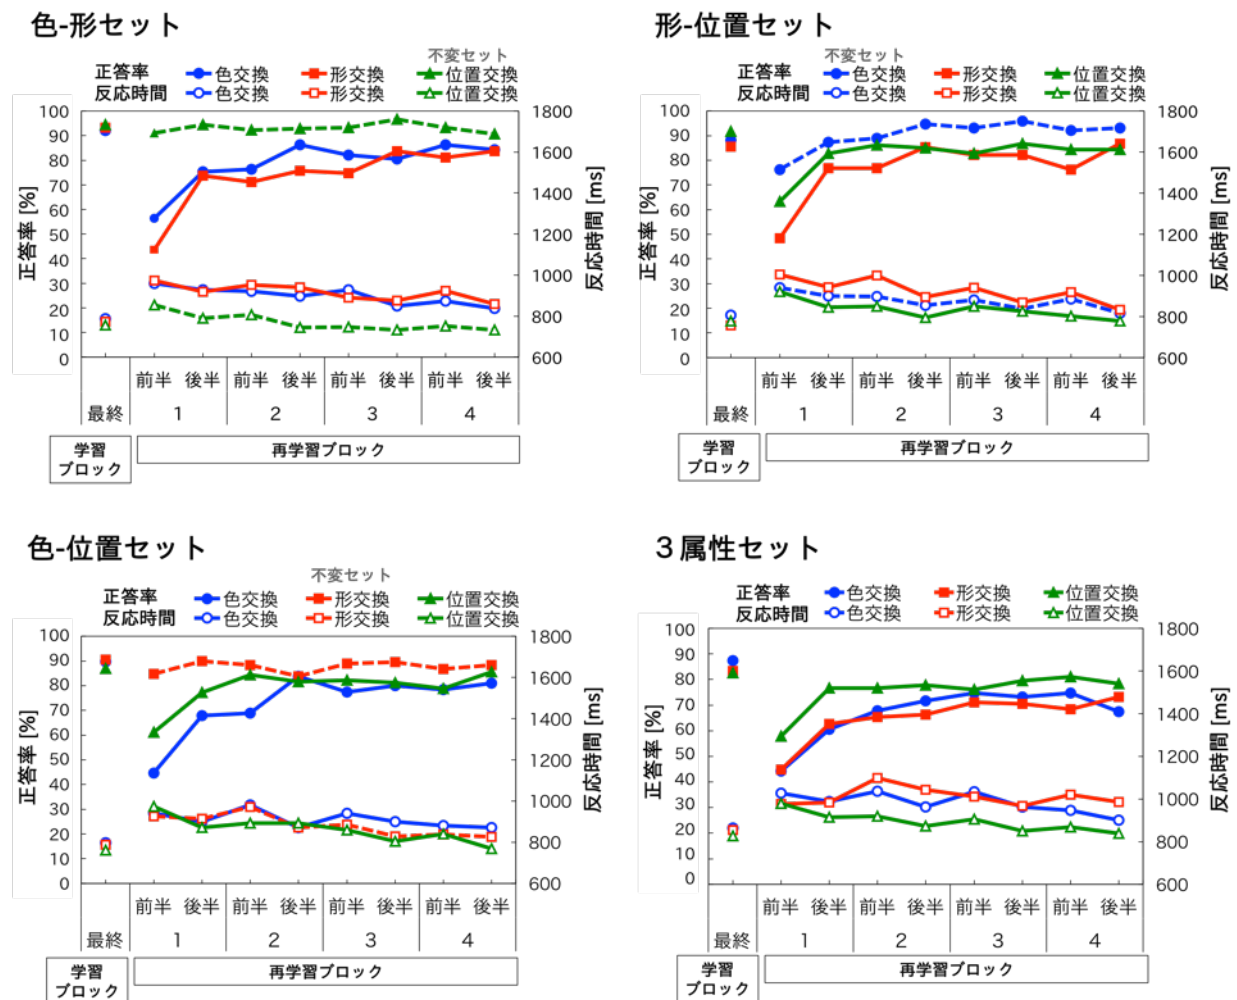 色-形セット
不変セット
正答率 色交換 形交換 位置交換
反応時間 色交換 形交換 位置交換
100 1800
90
80 1600
70
60 1400
50 1200
40
30 1000
20 800
10
0 600
正答率 [%]
反応時間 [ms]
前半 後半 前半 後半 前半 後半 前半 後半
最終 1 2 3 4
学習
ブロック
再学習ブロック
形-位置セット
不変セット
正答率 色交換 形交換 位置交換
反応時間 色交換 形交換 位置交換
100 1800
90
80 1600
70
60 1400
50 1200
40
30 1000
20 800
10
0 600
正答率 [%]
反応時間 [ms]
前半 後半 前半 後半 前半 後半 前半 後半
最終 1 2 3 4
学習
ブロック
再学習ブロック
色-位置セット
不変セット
正答率 色交換 形交換 位置交換
反応時間 色交換 形交換 位置交換
100 1800
90
80 1600
70
60 1400
50 1200
40
30 1000
20 800
10
0 600
正答率 [%]
反応時間 [ms]
前半 後半 前半 後半 前半 後半 前半 後半
最終 1 2 3 4
学習
ブロック
再学習ブロック
３属性セット
正答率 色交換 形交換 位置交換
反応時間 色交換 形交換 位置交換
100 1800
90
80 1600
70
60 1400
50 1200
40
30 1000
20 800
10
0 600
正答率 [%]
反応時間 [ms]
前半 後半 前半 後半 前半 後半 前半 後半
最終 1 2 3 4
学習
ブロック
再学習ブロック